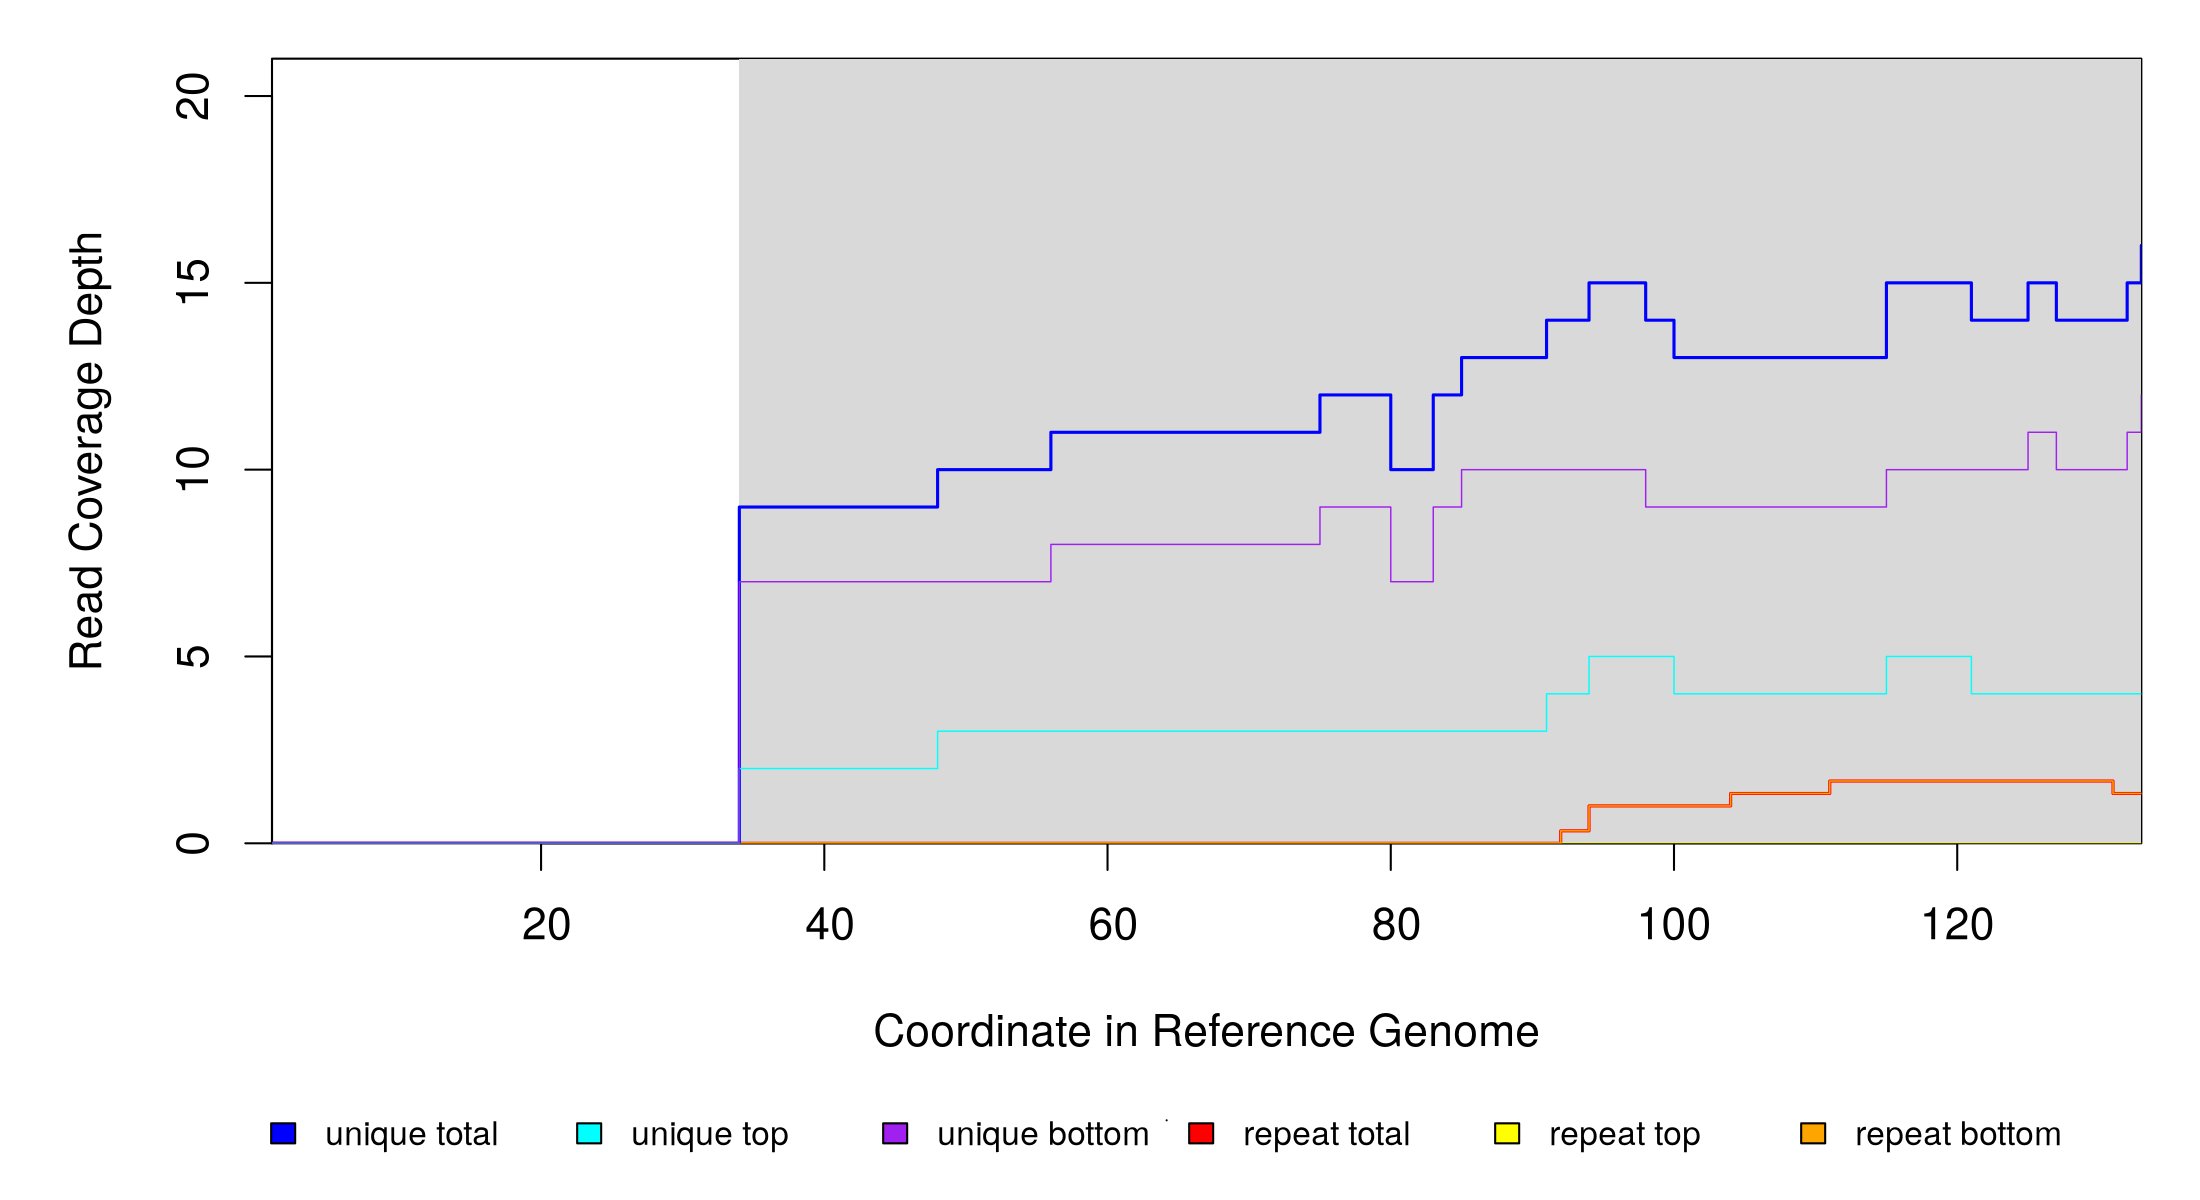 20
15
10
5
0
Read Coverage Depth
20 40 60 80 100 120
Coordinate in Reference Genome
unique total unique top unique bottom repeat total repeat top repeat bottom